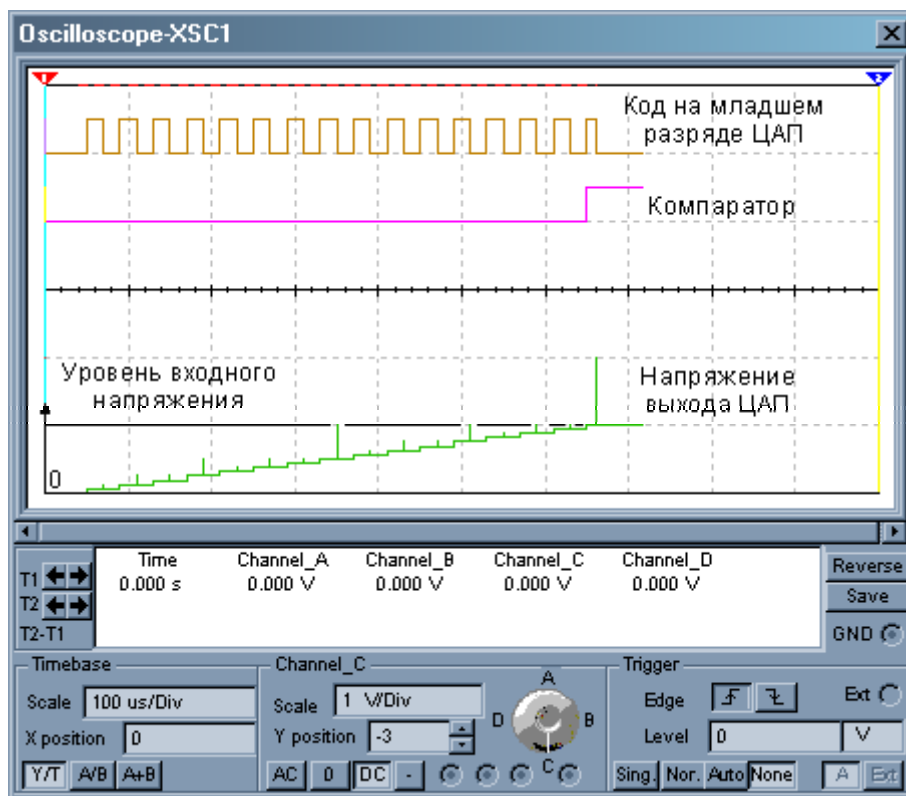 Oscilloscope-XSC1
1
2
Код на младшем
разряде ЦАП
Компаратор
Уровень входного
напряжения
Напряжение
выхода ЦАП
0
Time Channel_A Channel_B Channel_C Channel_D
T1 0.000 s 0.000 V 0.000 V 0.000 V 0.000 V
T2
T2-T1
Reverse
Save
GND
Timebase
Scale 100 us/Div
X position 0
Y/T A/B A+B
Channel_C
Scale 1 V/Div
Y position -3
AC 0 DC -
A
D B
C
Trigger
Edge Ext
Level 0 V
Sing. Nor. Auto None A Ext